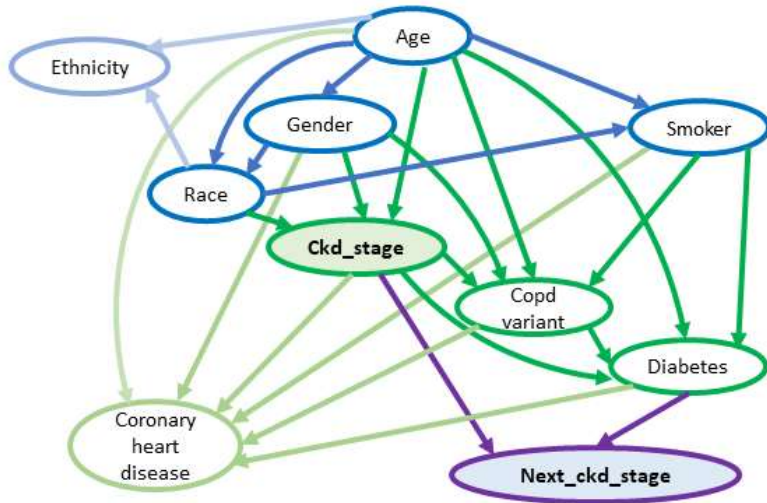 Age
Ethnicity
Gender
Smoker
Race
Ckd_stage
Copd
variant
Diabetes
Coronary
heart
disease
Next_ckd_stage